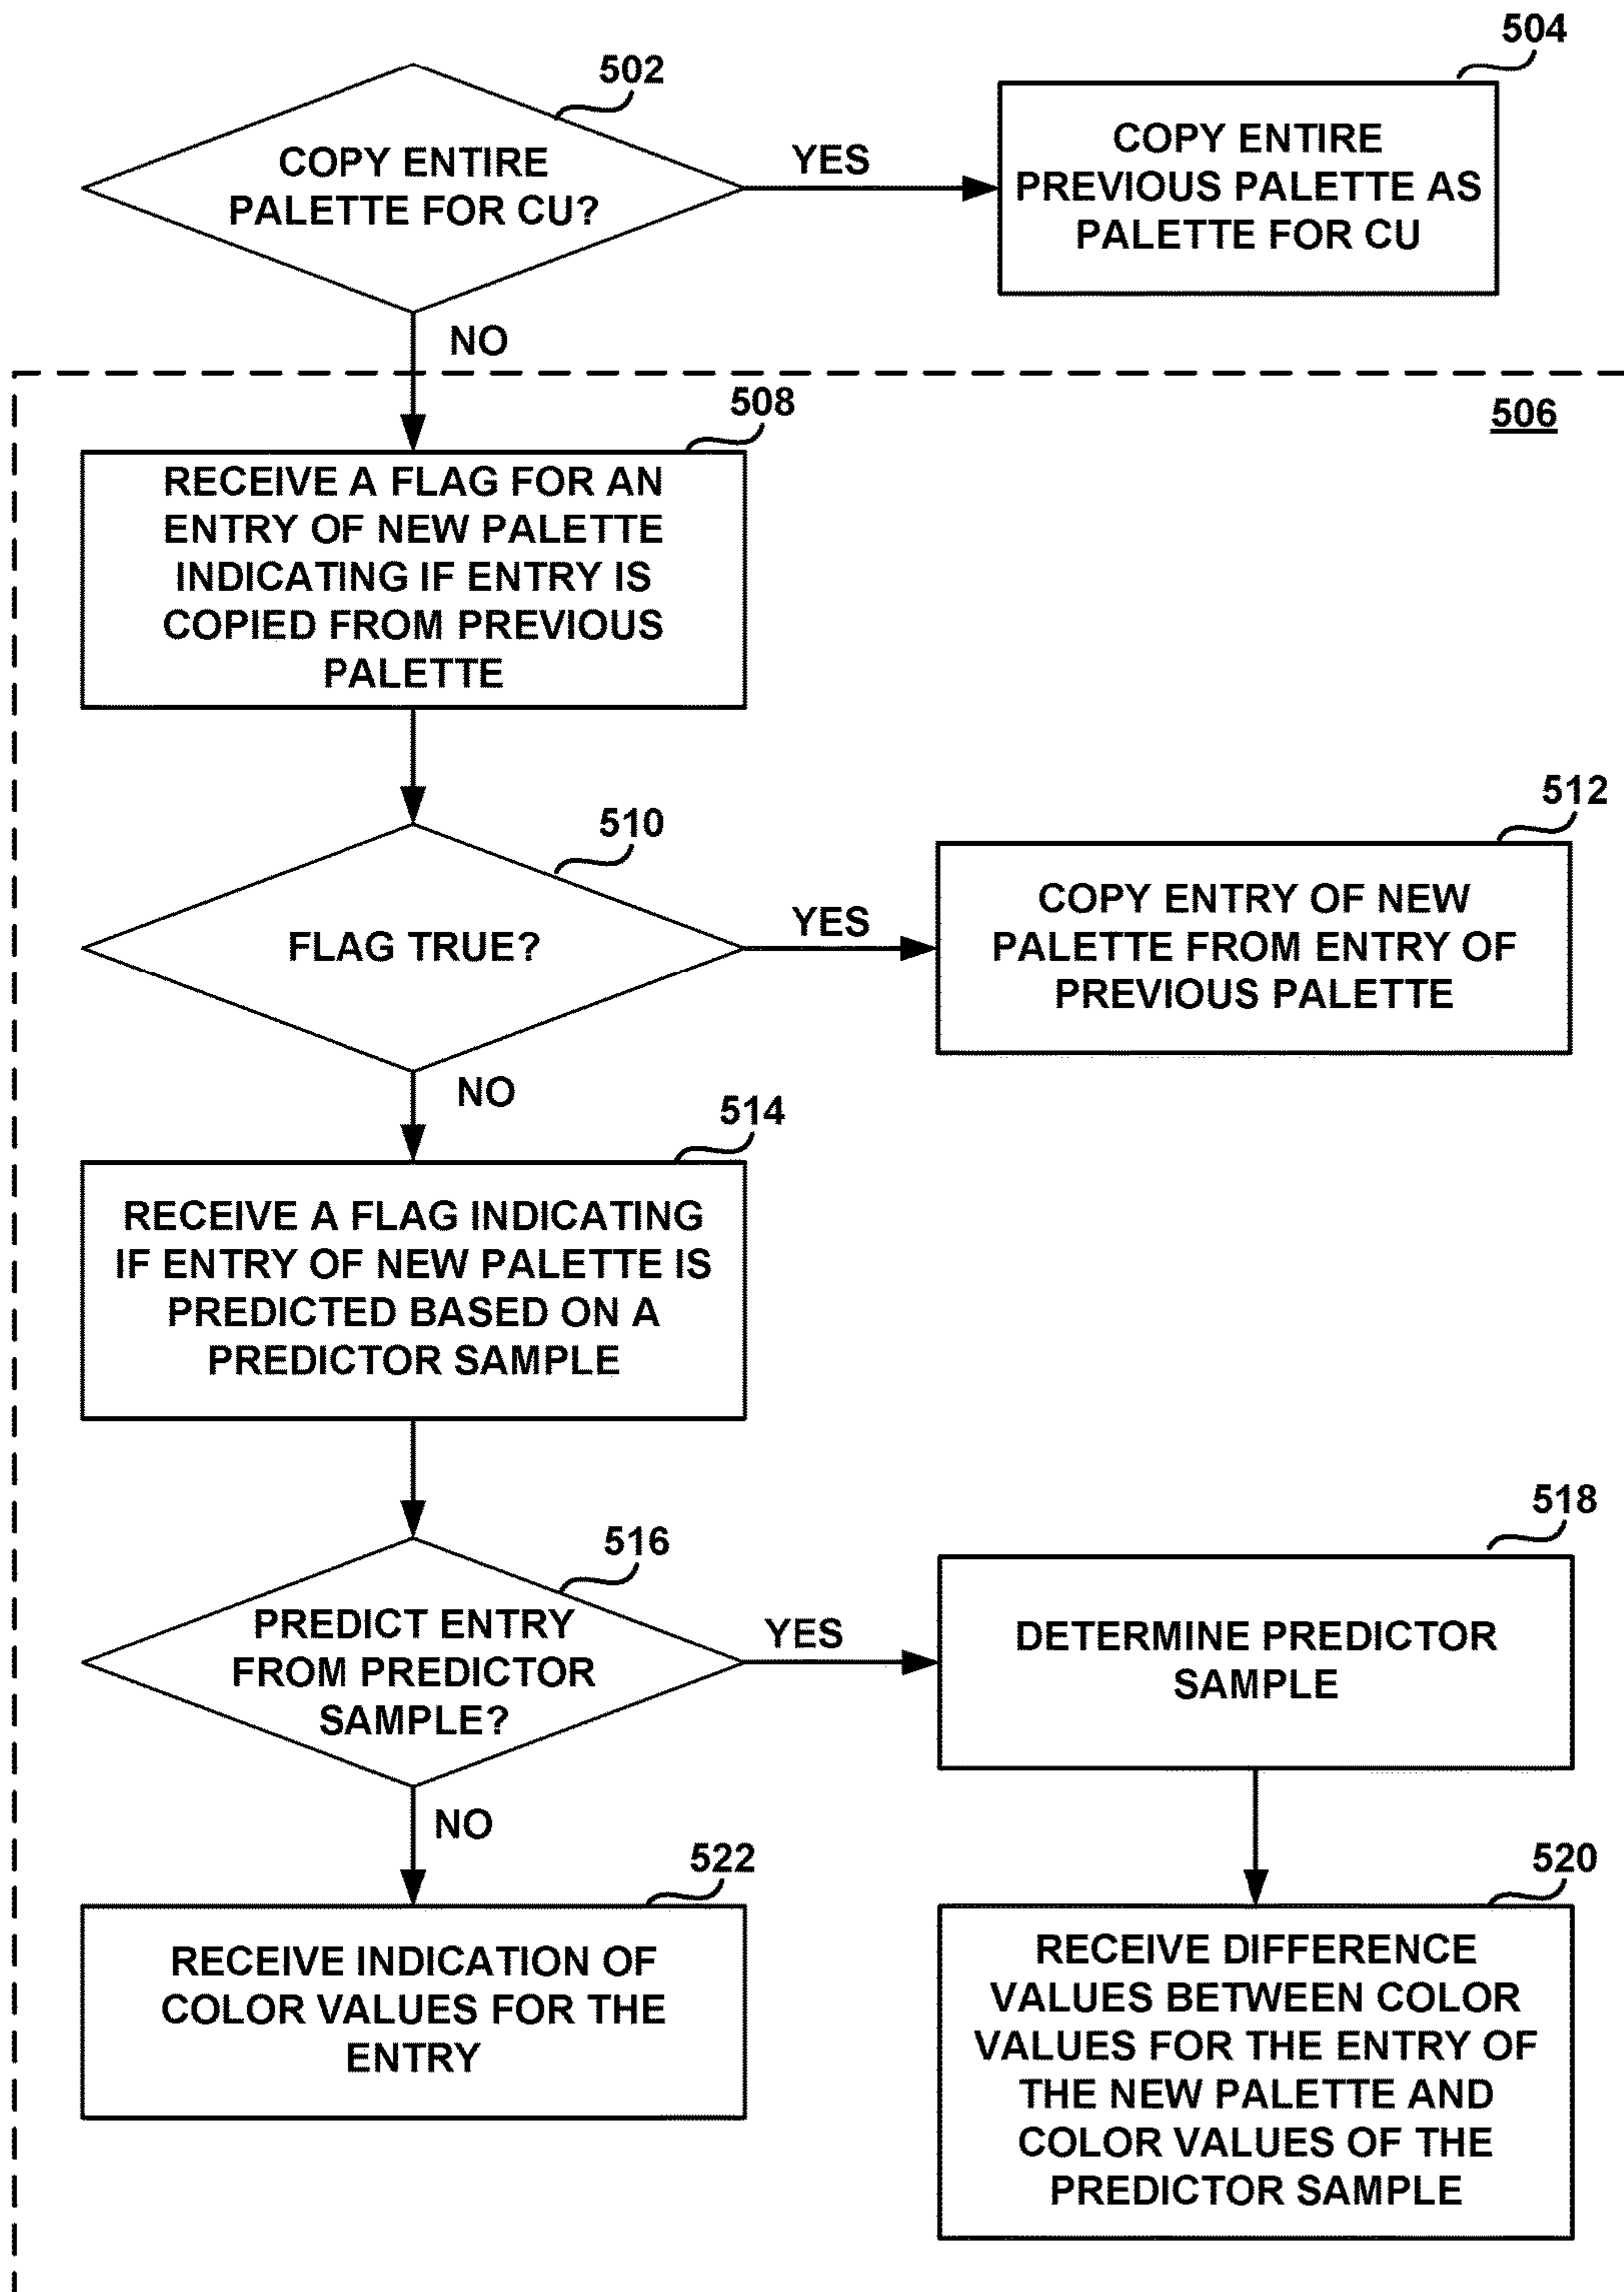 502
COPY ENTIRE
PALETTE FOR CU?
YES
504
COPY ENTIRE
PREVIOUS PALETTE AS
PALETTE FOR CU
NO
506
508
RECEIVE A FLAG FOR AN
ENTRY OF NEW PALETTE
INDICATING IF ENTRY IS
COPIED FROM PREVIOUS
PALETTE
510
FLAG TRUE?
YES
512
COPY ENTRY OF NEW
PALETTE FROM ENTRY OF
PREVIOUS PALETTE
NO
514
RECEIVE A FLAG INDICATING
IF ENTRY OF NEW PALETTE IS
PREDICTED BASED ON A
PREDICTOR SAMPLE
516
PREDICT ENTRY
FROM PREDICTOR
SAMPLE?
YES
518
DETERMINE PREDICTOR
SAMPLE
NO
522
RECEIVE INDICATION OF
COLOR VALUES FOR THE
ENTRY
520
RECEIVE DIFFERENCE
VALUES BETWEEN COLOR
VALUES FOR THE ENTRY OF
THE NEW PALETTE AND
COLOR VALUES OF THE
PREDICTOR SAMPLE